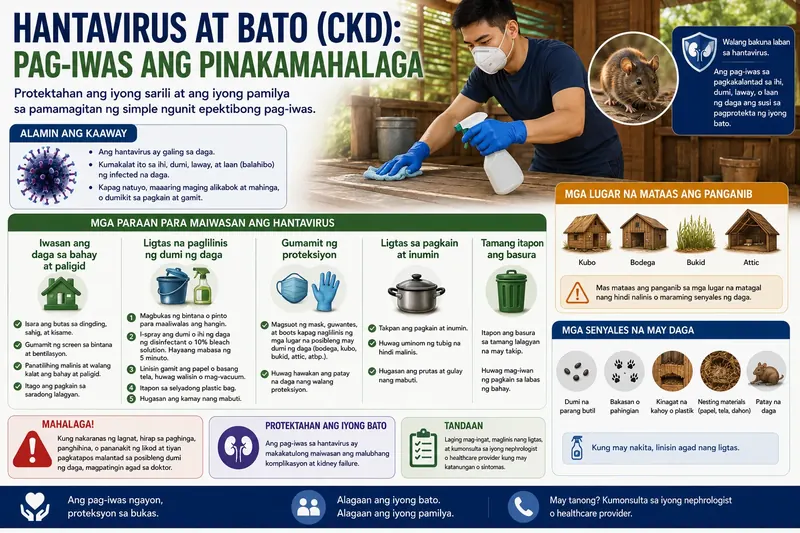 HANTAVIRUS AT BATO (CKD):
PAG-IWAS ANG PINAKAMAHALAGA
Protektahan ang iyong sarili at ang iyong pamilya
sa pamamagitan ng simple ngunit epektibong pag-iwas.
Walang bakuna laban
sa hantavirus.
Ang pag-iwas sa
pagkakalantad sa ihi,
dumi, laway, o laan
ng daga ang susi sa
pagprotekta ng iyong
bato.
ALAMIN ANG KAAWAY
Ang hantavirus ay galing sa daga.
Kumakalat ito sa ihi, dumi, laway, at laan (balahibo)
ng infected na daga.
Kapag natuyo, maaaring maging alikabok at mahinga,
o dumikit sa pagkain at gamit.
MGA PARAAN PARA MAIWASAN ANG HANTAVIRUS
Iwasan ang
daga sa bahay
at paligid
Isara ang butas sa dingding,
sahig, at kisame.
Gumamit ng screen sa bintana
at bentilasyon.
Panatilihing malinis at walang
kalat ang bahay at paligid.
Itago ang pagkain sa
saradong lalagyan.
Ligtas na paglilinis
ng dumi ng daga
1 Magbukas ng bintana o pinto
para maaliwalas ang hangin.
2 I-spray ang dumi o ihi ng daga
ng disinfectant o 10% bleach
solution. Hayaang mabasa ng
5 minuto.
3 Linisin gamit ang papel o basang
tela, huwag walisin o mag-vacuum.
4 Itapon sa selyadong plastic bag.
5 Hugasan ang kamay nang mabuti.
Gumamit ng
proteksiyon
Magsuot ng mask, guwantes,
at boots kapag naglilinis ng
mga lugar na posibleng may
dumi ng daga (bodega, kubo,
bukid, attic, atbp.).
Huwag hawakan ang patay
na daga nang walang
proteksiyon.
Ligtas sa pagkain
at inumin
Takpan ang pagkain at inumin.
Huwag uminom ng tubig na
hindi malinis.
Hugasan ang prutas at gulay
nang mabuti.
Tamang itapon
ang basura
Itapon ang basura
sa tamang lalagyan
na may takip.
Huwag mag-iwan
ng pagkain sa labas
ng bahay.
MGA LUGAR NA MATAAS ANG PANGANIB
Kubo
Bodega
Bukid
Attic
Mas mataas ang panganib sa mga lugar na matagal
nang hindi nalinis o maraming senyales ng daga.
MGA SENYALES NA MAY DAGA
Dumi na
parang butil
Bakasan o
pahingian
Kinagat na
kahoy o plastik
Nesting materials
(papel, tela, dahon)
Patay na
daga
Kung may nakita, linisin agad nang ligtas.
MAHALAGA!
Kung nakaranas ng lagnat, hirap sa paghinga,
panghihina, o pananakit ng likod at tiyan
pagkatapos malantad sa posibleng dumi
ng daga, magpatingin agad sa doktor.
PROTEKTAHAN ANG IYONG BATO
Ang pag-iwas sa hantavirus ay
makakatulong maiwasan ang malubhang
komplikasyon at kidney failure.
TANDAAN
Laging mag-ingat, maglinis nang ligtas,
at kumonsulta sa iyong nephrologist
o healthcare provider kung may
katanungan o sintomas.
Ang pag-iwas ngayon,
proteksyon sa bukas.
Alagaan ang iyong bato.
Alagaan ang iyong pamilya.
May tanong? Kumonsulta sa iyong nephrologist
o healthcare provider.